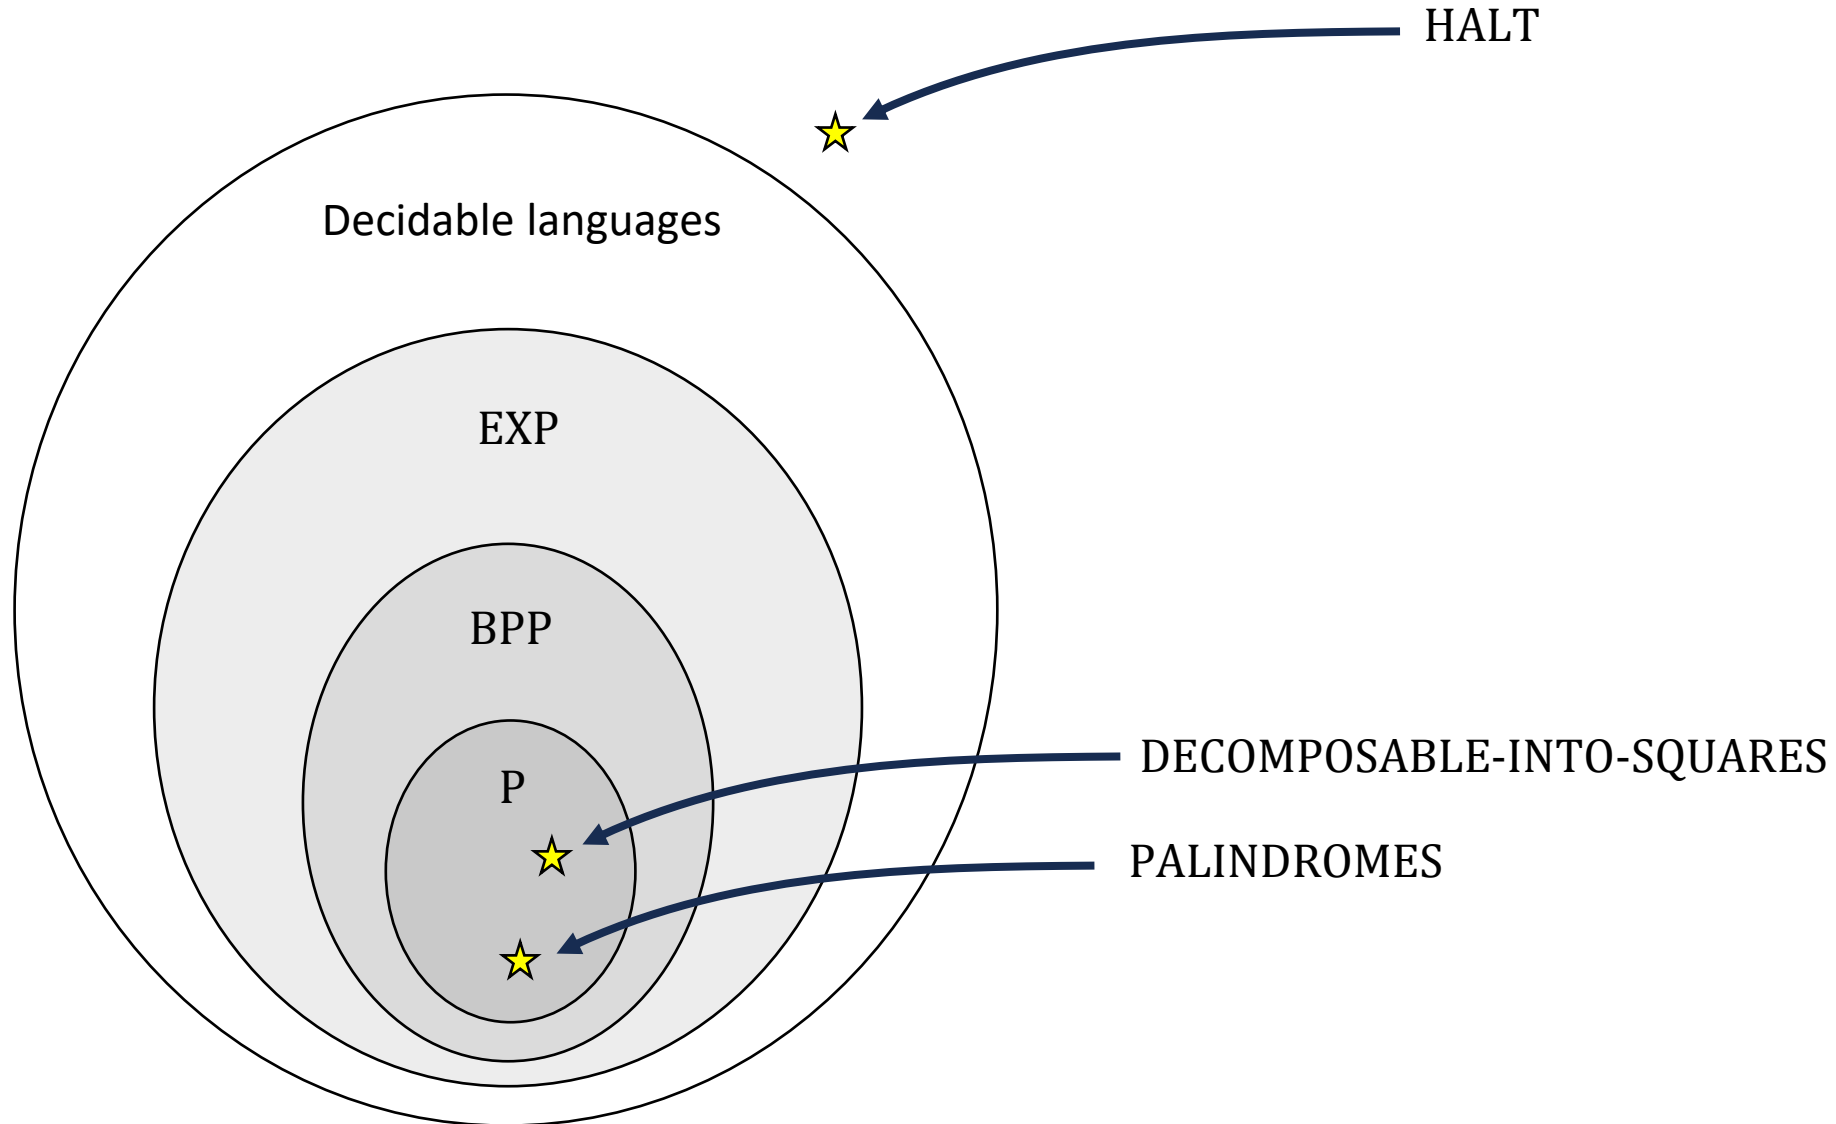 HALT
Decidable languages
EXP
BPP
P
DECOMPOSABLE-INTO-SQUARES
PALINDROMES